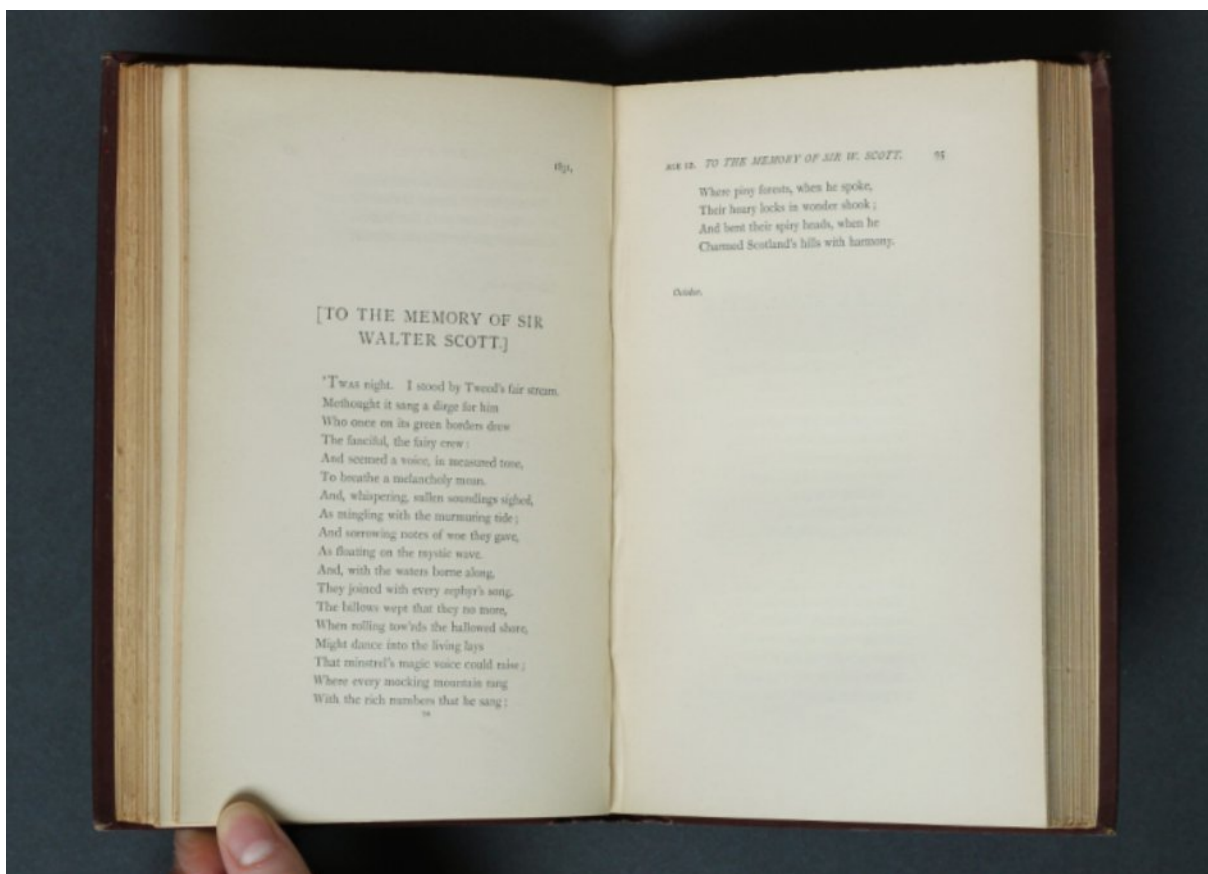 1831,
[TO THE MEMORY OF SIR
WALTER SCOTT.]
'TWAS night. I stood by Tweed's fair stream.
Methought it sang a dirge for him
Who once on its green borders drew
The fanciful, the fairy crew:
And seemed a voice, in measured tone,
To breathe a melancholy moan.
And, whispering, sullen soundings sighed,
As mingling with the murmuring tide;
And sorrowing notes of woe they gave,
As floating on the mystic wave.
And, with the waters borne along,
They joined with every zephyr's song.
The billows wept that they no more,
When rolling tow'rds the hallowed shore,
Might dance into the living lays
That minstrel's magic voice could raise;
Where every mocking mountain rang
With the rich numbers that he sang;
94
ÆT. 12. TO THE MEMORY OF SIR W. SCOTT. 95
Where piny forests, when he spoke,
Their hoary locks in wonder shook;
And bent their spiry heads, when he
Charmed Scotland's hills with harmony.
October.